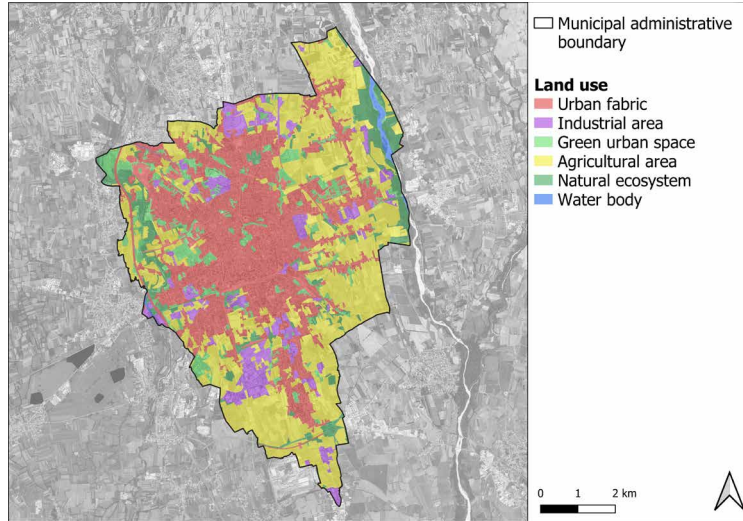 Municipal administrative
boundary
Land use
Urban fabric
Industrial area
Green urban space
Agricultural area
Natural ecosystem
Water body
0 1 2 km